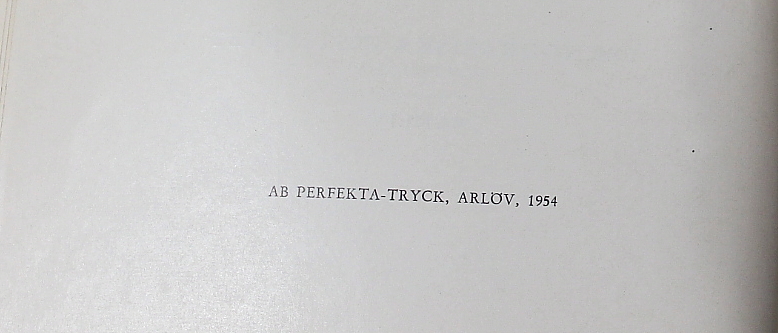 AB PERFEKTA-TRYCK, ARLÖV, 1954